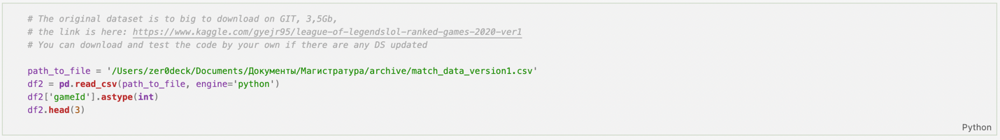 # The original dataset is to big to download on GIT, 3,5Gb,
# the link is here: https://www.kaggle.com/gyejr95/league-of-legendslol-ranked-games-2020-ver1
# You can download and test the code by your own if there are any DS updated
path_to_file = '/Users/zer0deck/Documents/Документы/Магистратура/archive/match_data_version1.csv'
df2 = pd.read_csv(path_to_file, engine='python')
df2['gameId'].astype(int)
df2.head(3)
Python